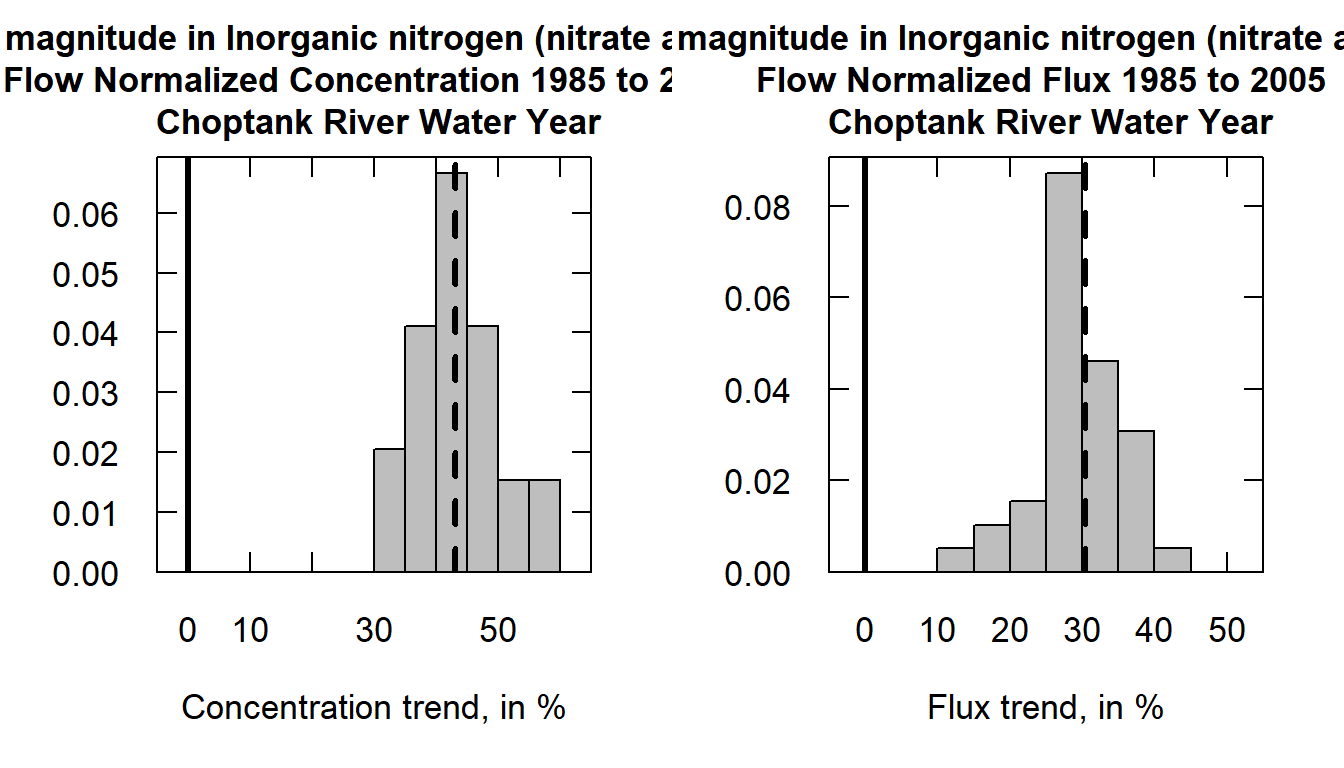 magnitude in Inorganic nitrogen (nitrate a
Flow Normalized Concentration 1985 to 2
Choptank River Water Year
0.06
0.05
0.04
0.03
0.02
0.01
0.00
0 10 30 50
Concentration trend, in %
magnitude in Inorganic nitrogen (nitrate a
Flow Normalized Flux 1985 to 2005
Choptank River Water Year
0.08
0.06
0.04
0.02
0.00
0 10 20 30 40 50
Flux trend, in %